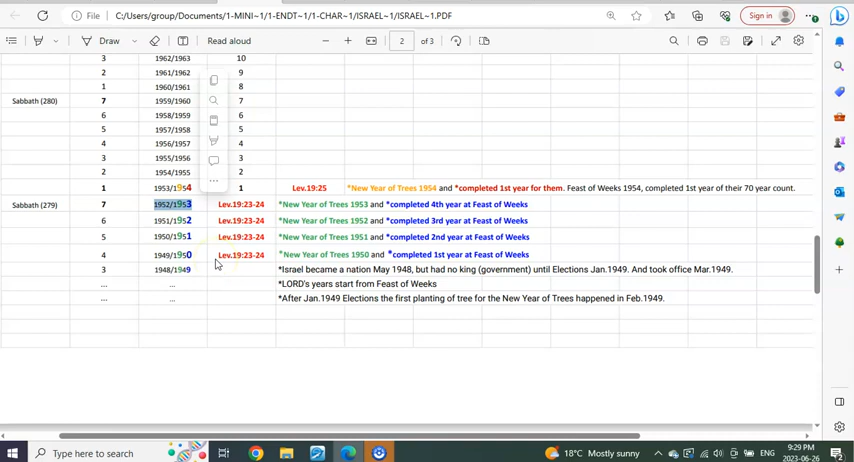 File | C:/Users/group/Documents/1-MINI~1/1-ENDT~1/1-CHAR~1/ISRAEL~1/ISRAEL~1.PDF
Sign in
Draw
Read aloud
2 of 3
3 1962/1963 10
2 1961/1962 9
1 1960/1961 8
Sabbath (280) 7 1959/1960 7
6 1958/1959 6
5 1957/1958 5
4 1956/1957 4
3 1955/1956 3
2 1954/1955 2
1 1953/1954 1 Lev.19:25 *New Year of Trees 1954 and *completed 1st year for them. Feast of Weeks 1954, completed 1st year of their 70 year count.
Sabbath (279) 7 1952/1953 Lev.19:23-24 *New Year of Trees 1953 and *completed 4th year at Feast of Weeks
6 1951/1952 Lev.19:23-24 *New Year of Trees 1952 and *completed 3rd year at Feast of Weeks
5 1950/1951 Lev.19:23-24 *New Year of Trees 1951 and *completed 2nd year at Feast of Weeks
4 1949/1950 Lev.19:23-24 *New Year of Trees 1950 and *completed 1st year at Feast of Weeks
3 1948/1949 *Israel became a nation May 1948, but had no king (government) until Elections Jan.1949. And took office Mar.1949.
... ... *LORD's years start from Feast of Weeks
... ... *After Jan.1949 Elections the first planting of tree for the New Year of Trees happened in Feb.1949.
Type here to search
18°C Mostly sunny
ENG
9:29 PM
2023-06-26
2